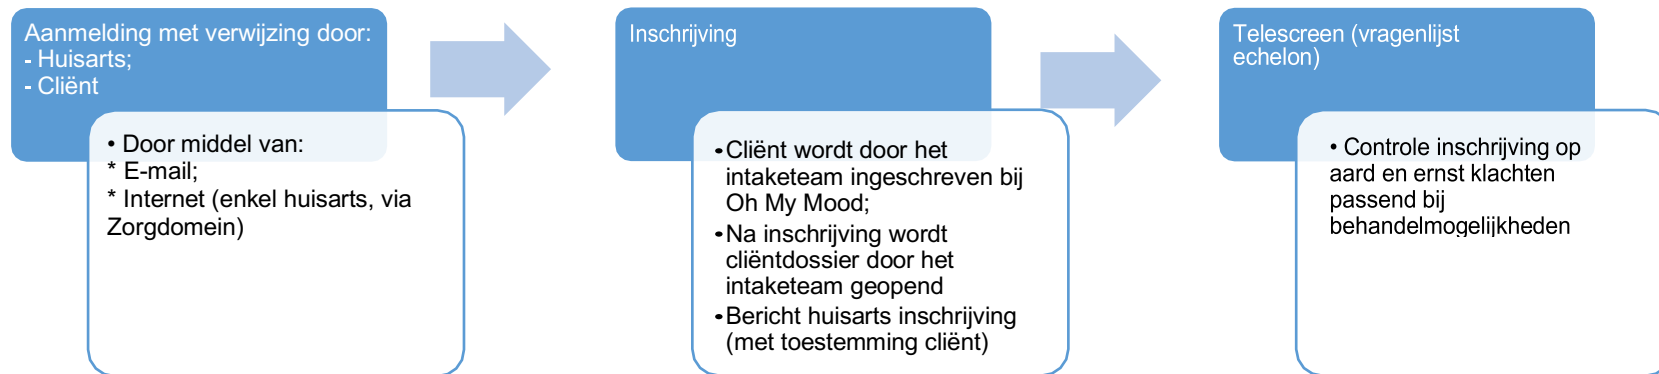 Aanmelding met verwijzing door:
- Huisarts;
- Cliënt
• Door middel van:
* E-mail;
* Internet (enkel huisarts, via
Zorgdomein)
Inschrijving
•Cliënt wordt door het
intaketeam ingeschreven bij
Oh My Mood;
•Na inschrijving wordt
cliëntdossier door het
intaketeam geopend
•Bericht huisarts inschrijving
(met toestemming cliënt)
Telescreen (vragenlijst
echelon)
• Controle inschrijving op
aard en ernst klachten
passend bij
behandelmogelijkheden